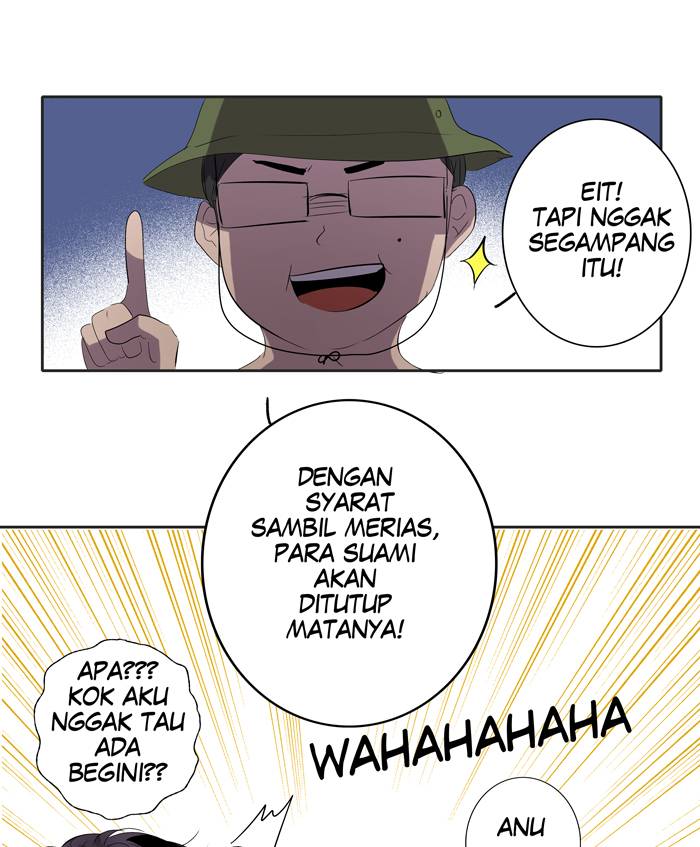 EIT!
TAPI NGGAK
SEGAMPANG
ITU!
DENGAN
SYARAT
SAMBIL MERIAS,
PARA SUAMI
AKAN
DITUTUP
MATANYA!
APA???
KOK AKU
NGGAK TAU
ADA
BEGINI??
WAHAHAHAHA
ANU